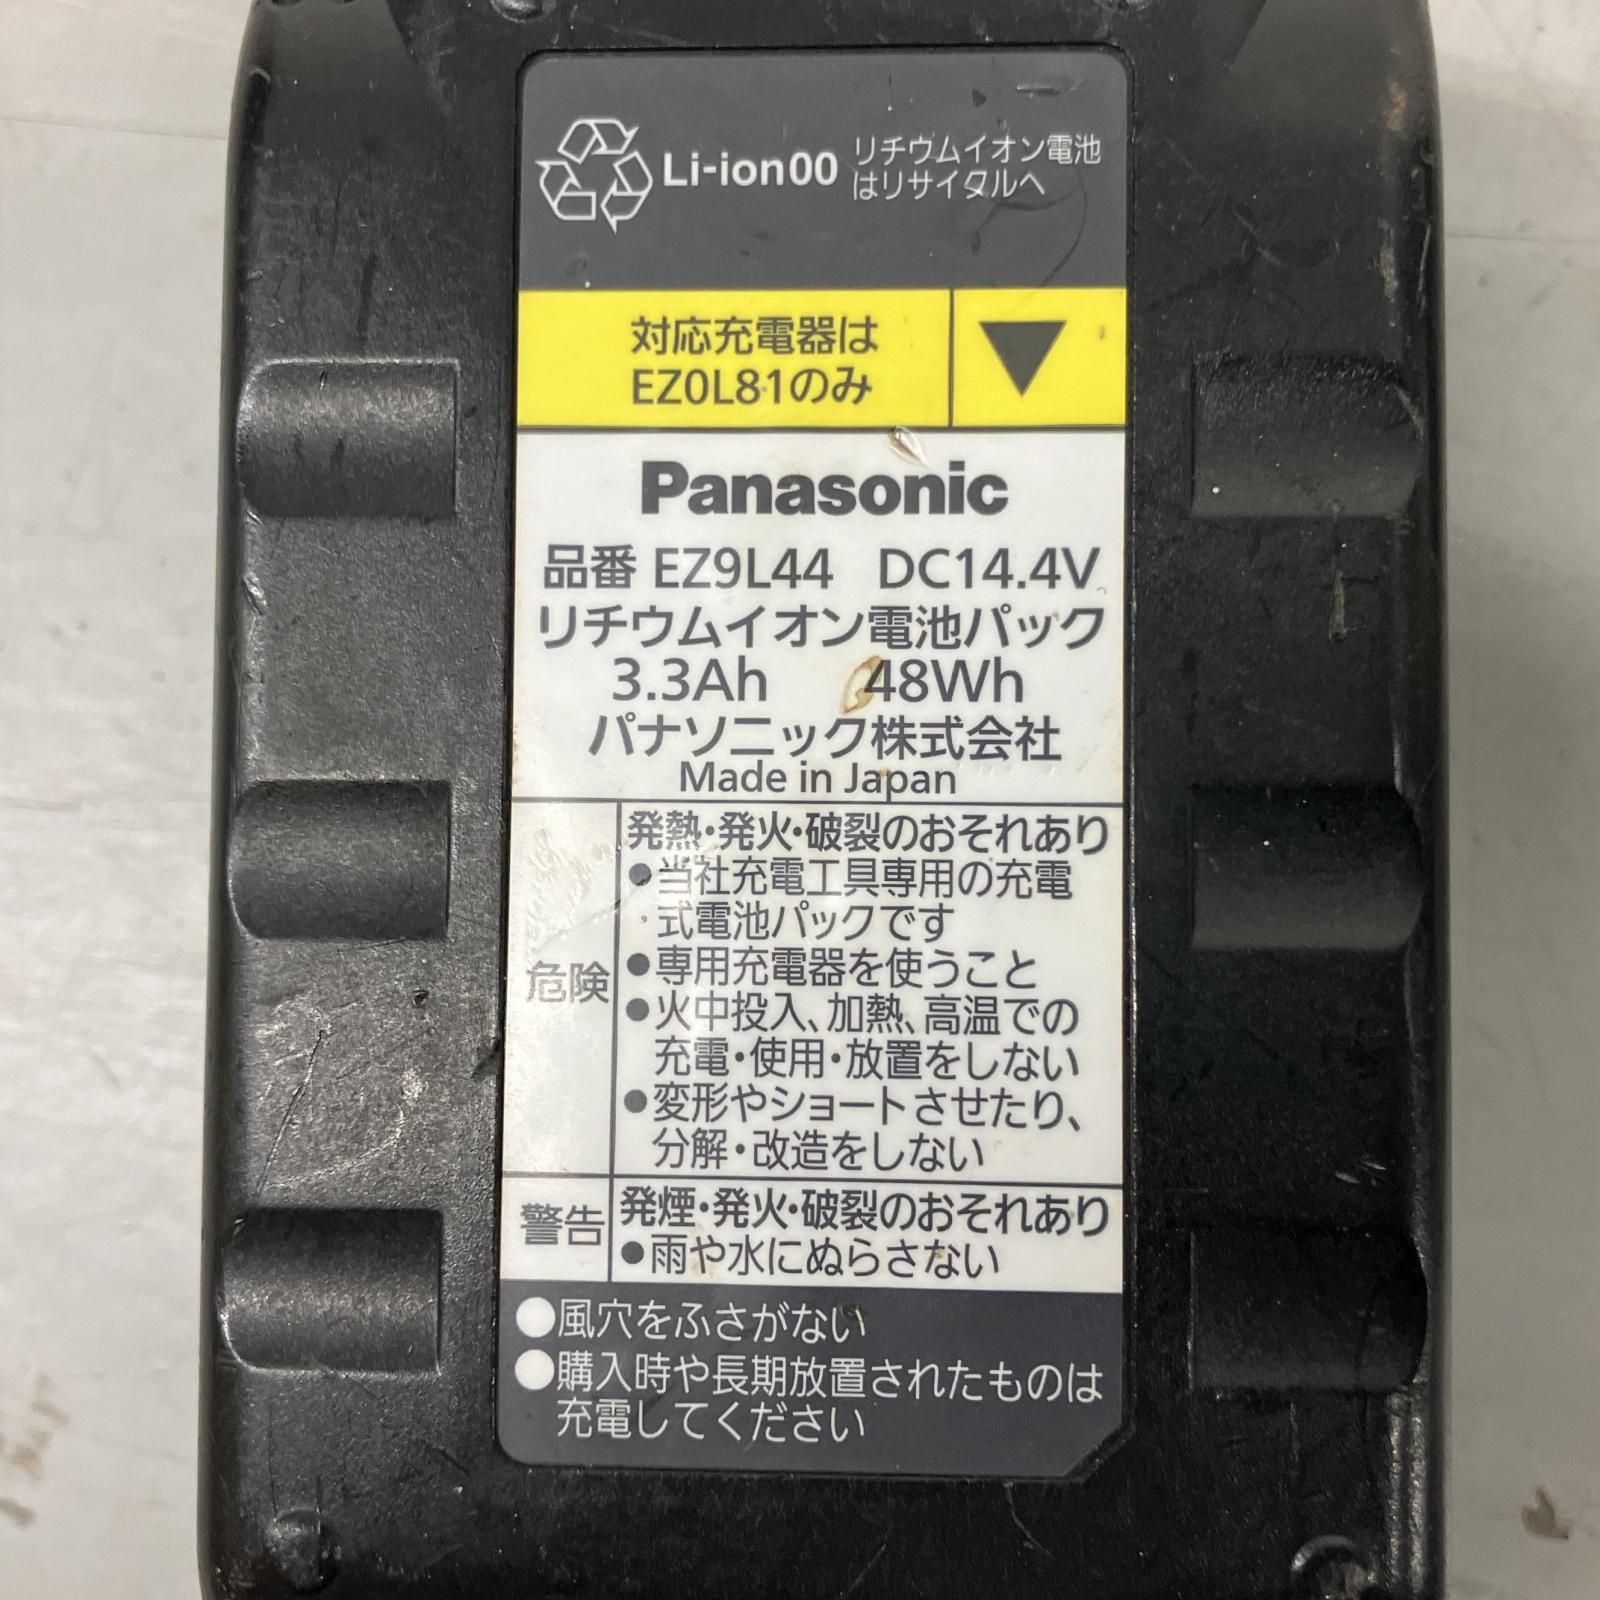 Li-ion00
リチウムイオン電池
はリサイクルへ
対応充電器は
EZ0L81のみ
Panasonic
品番 EZ9L44 DC14.4V
リチウムイオン電池パック
3.3Ah 48Wh
パナソニック株式会社
Made in Japan
危険
発熱・発火・破裂のおそれあり
●当社充電工具専用の充電
式電池パックです
●専用充電器を使うこと
●火中投入、加熱、高温での
充電・使用・放置をしない
●変形やショートさせたり、
分解・改造をしない
警告
発煙・発火・破裂のおそれあり
●雨や水にぬらさない
●風穴をふさがない
●購入時や長期放置されたものは
充電してください